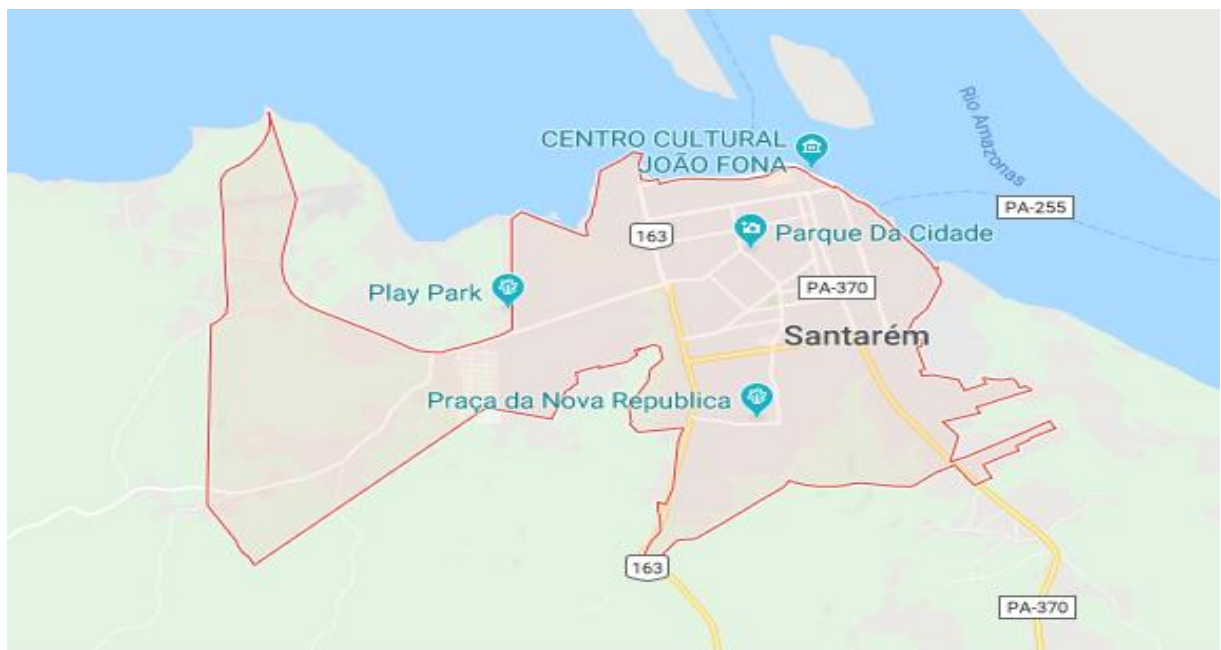 CENTRO CULTURAL
JOÃO FONA
Rio Amazonas
PA-255
163
Parque Da Cidade
Play Park
PA-370
Santarém
Praça da Nova Republica
163
PA-370